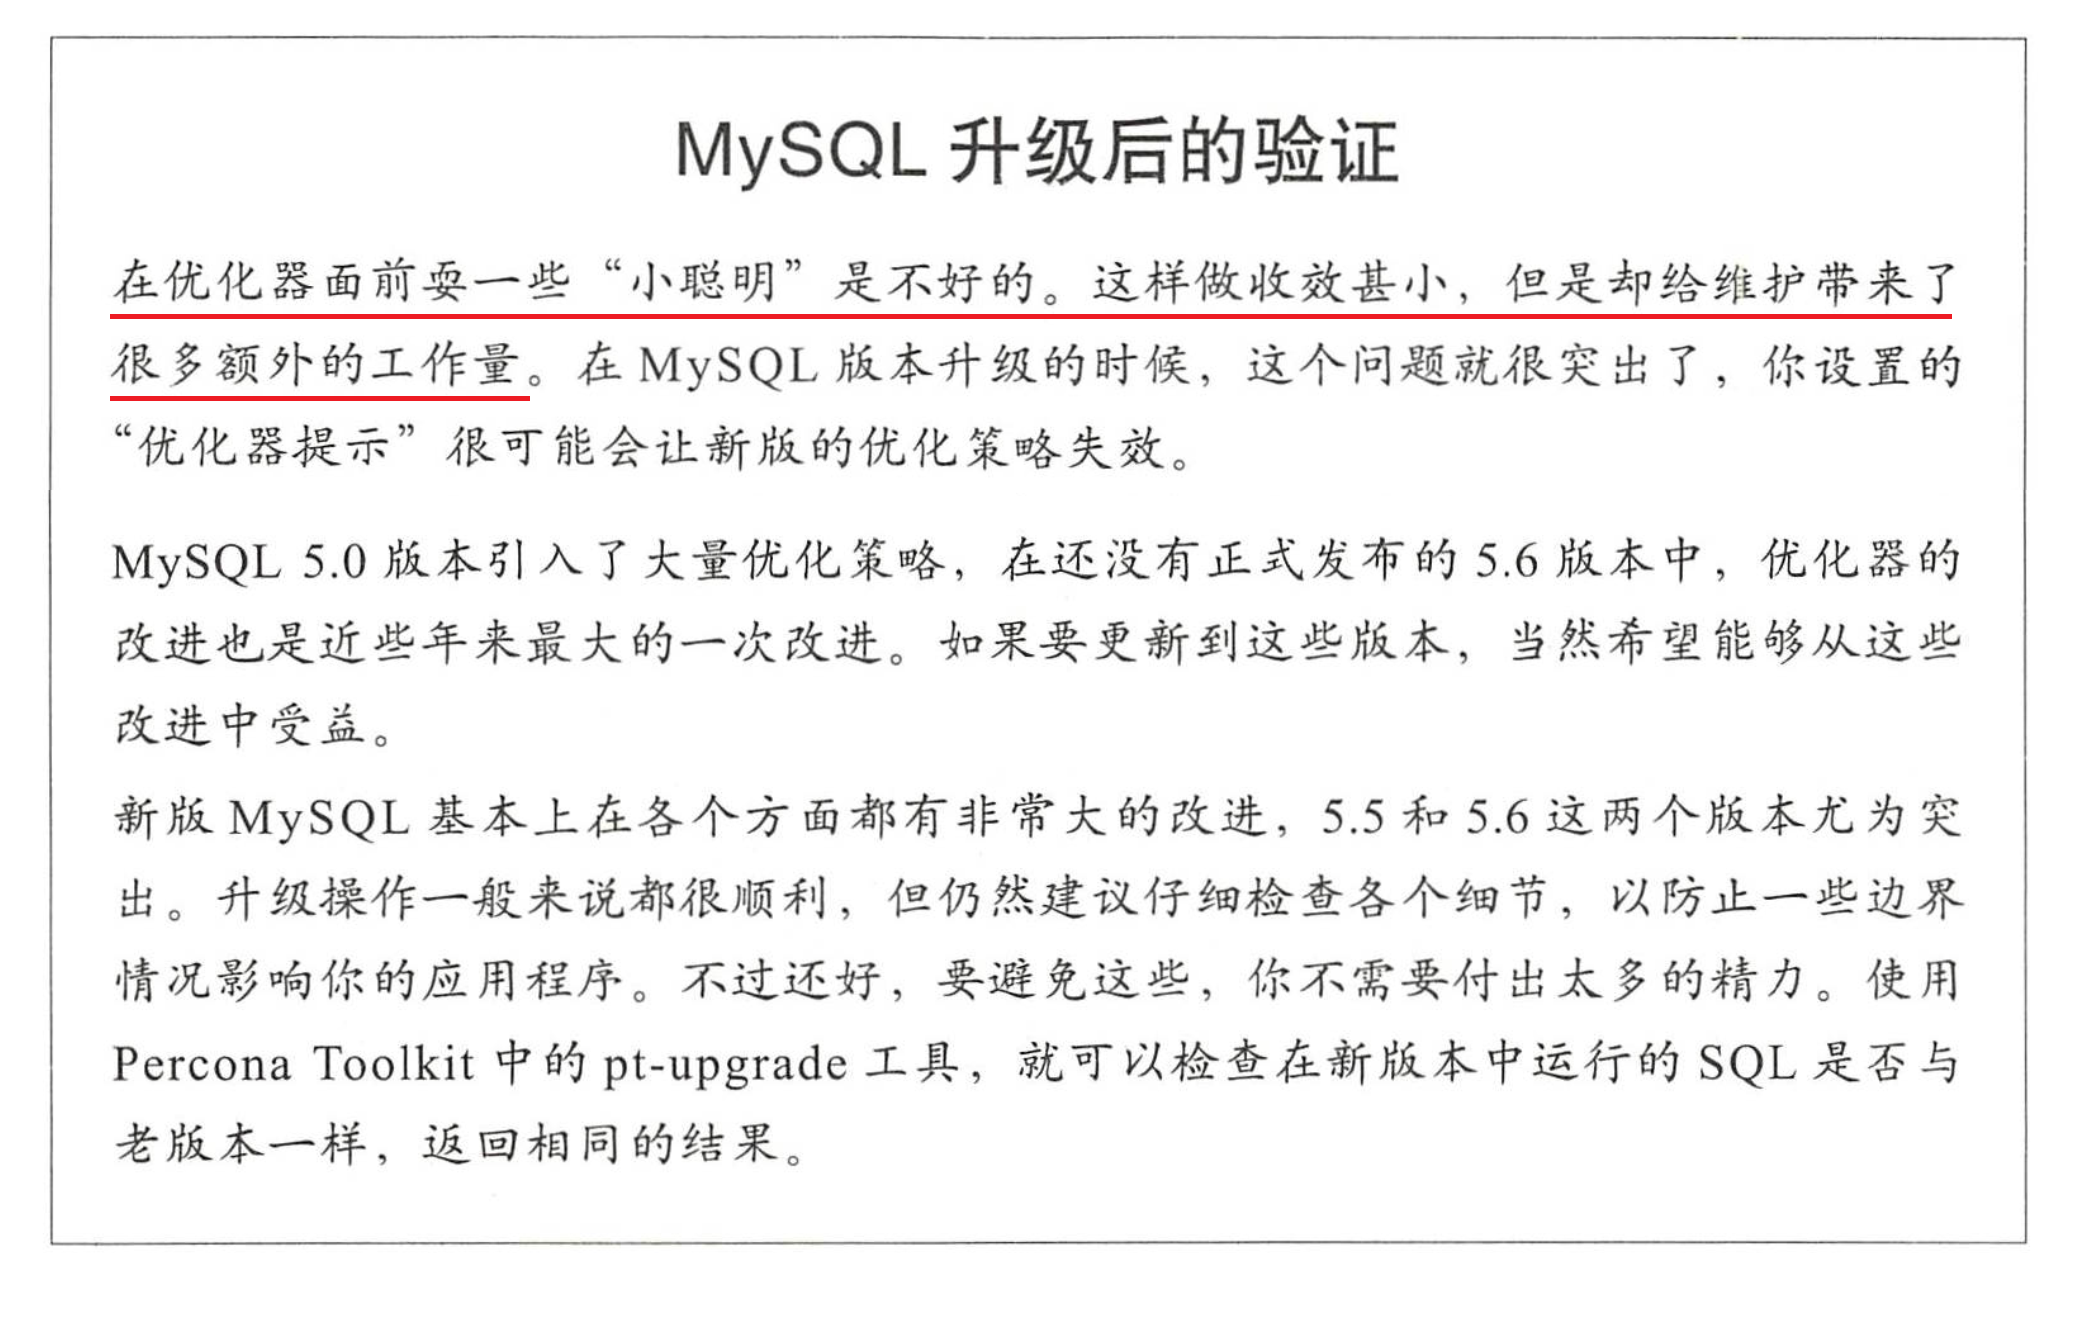 MySQL 升级后的验证
在优化器面前耍一些“小聪明”是不好的。这样做收效甚小，但是却给维护带来了
很多额外的工作量。在 MySQL 版本升级的时候，这个问题就很突出了，你设置的
“优化器提示”很可能会让新版的优化策略失效。
MySQL 5.0 版本引入了大量优化策略，在还没有正式发布的 5.6 版本中，优化器的
改进也是近些年来最大的一次改进。如果要更新到这些版本，当然希望能够从这些
改进中受益。
新版 MySQL 基本上在各个方面都有非常大的改进，5.5 和 5.6 这两个版本尤为突
出。升级操作一般来说都很顺利，但仍然建议仔细检查各个细节，以防止一些边界
情况影响你的应用程序。不过还好，要避免这些，你不需要付出太多的精力。使用
Percona Toolkit 中的 pt-upgrade 工具，就可以检查在新版本中运行的 SQL 是否与
老版本一样，返回相同的结果。